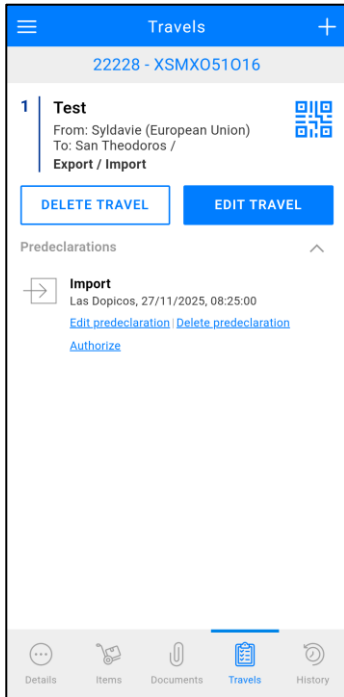 Travels
22228 - XSMXO51O16
1
Test
From: Syldavie (European Union)
To: San Theodoros /
Export / Import
DELETE TRAVEL
EDIT TRAVEL
Predeclarations
Import
Las Dopicos, 27/11/2025, 08:25:00
Edit predeclaration | Delete predeclaration
Authorize
Details
Items
Documents
Travels
History